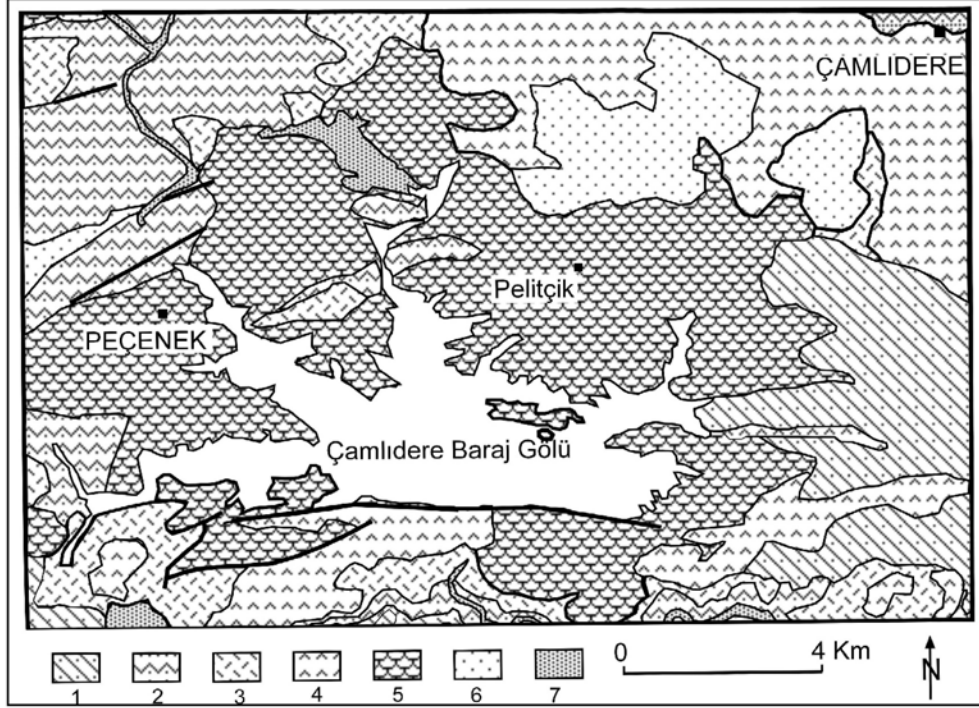 ÇAMLIDERE
Pelitçik
PEÇENEK
Çamlıdere Baraj Gölü
0 4 Km
N
1 2 3 4 5 6 7